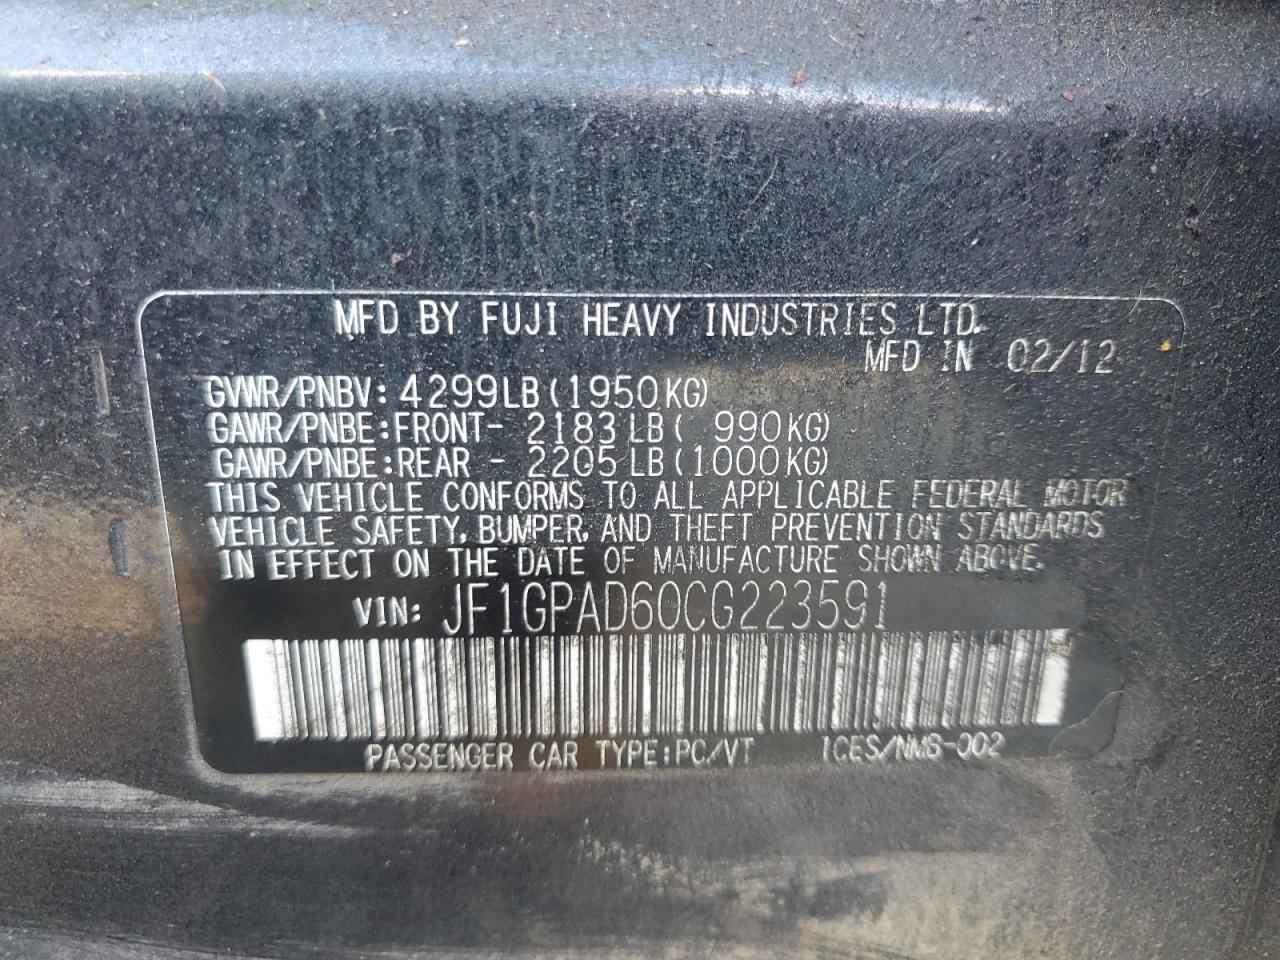 MFD BY FUJI HEAVY INDUSTRIES LTD.
MFD IN 02/12
GVWR/PNBV: 4299LB(1950KG)
GAWR/PNBE:FRONT- 2183LB( 990KG)
GAWR/PNBE:REAR - 2205LB(1000KG)
THIS VEHICLE CONFORMS TO ALL APPLICABLE FEDERAL MOTOR
VEHICLE SAFETY, BUMPER, AND THEFT PREVENTION STANDARDS
IN EFFECT ON THE DATE OF MANUFACTURE SHOWN ABOVE.
VIN: JF1GPAD60CG223591
PASSENGER CAR TYPE:PC/VT ICES/NMB-002